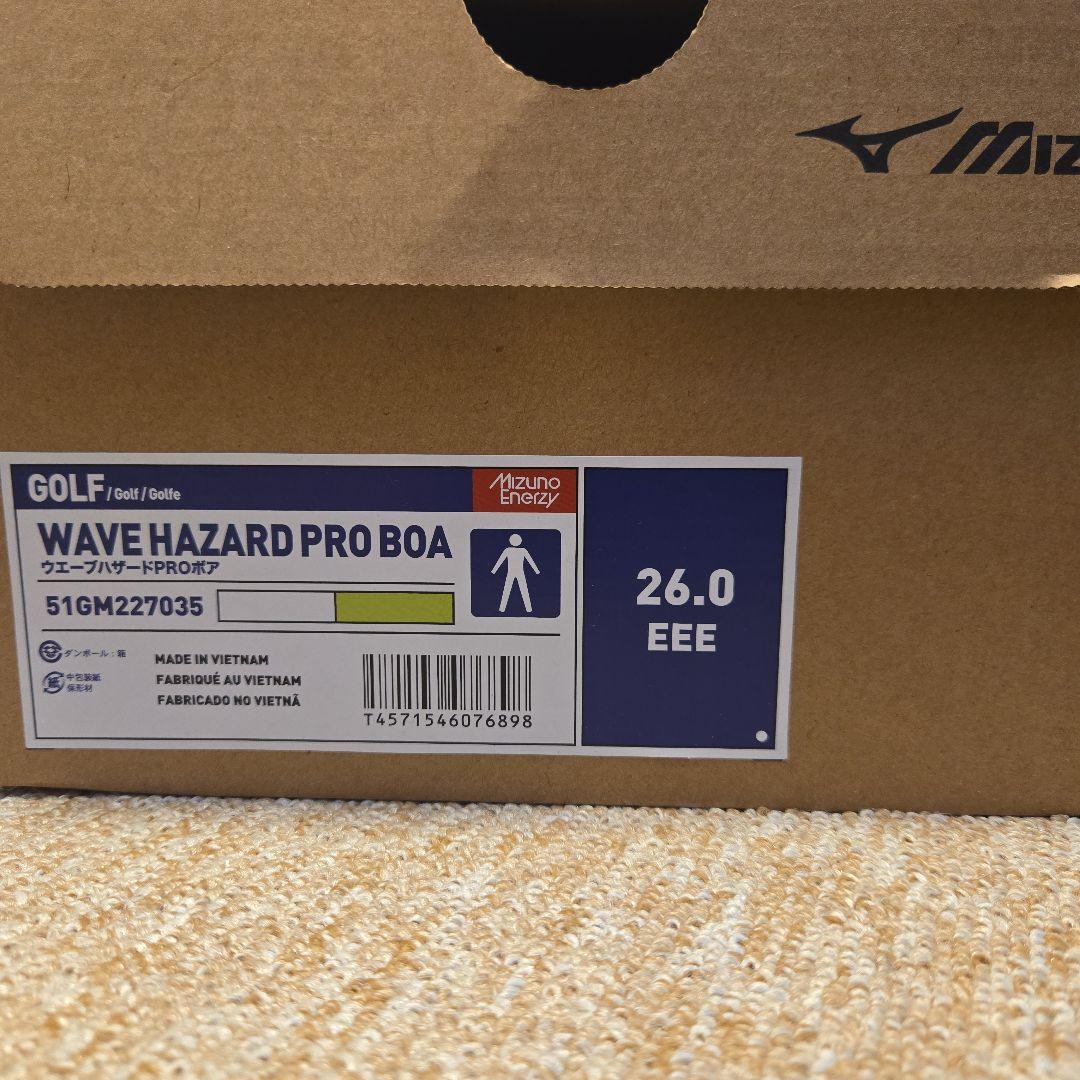 MIZ
GOLF / Golf / Golfe
Mizuno
Enerzy
WAVE HAZARD PRO BOA
ウエーブハザードPROボア
51GM227035
26.0
EEE
ダンボール：箱
紙
中包装紙
保形材
MADE IN VIETNAM
FABRIQUÉ AU VIETNAM
FABRICADO NO VIETNÃ
T4571546076898